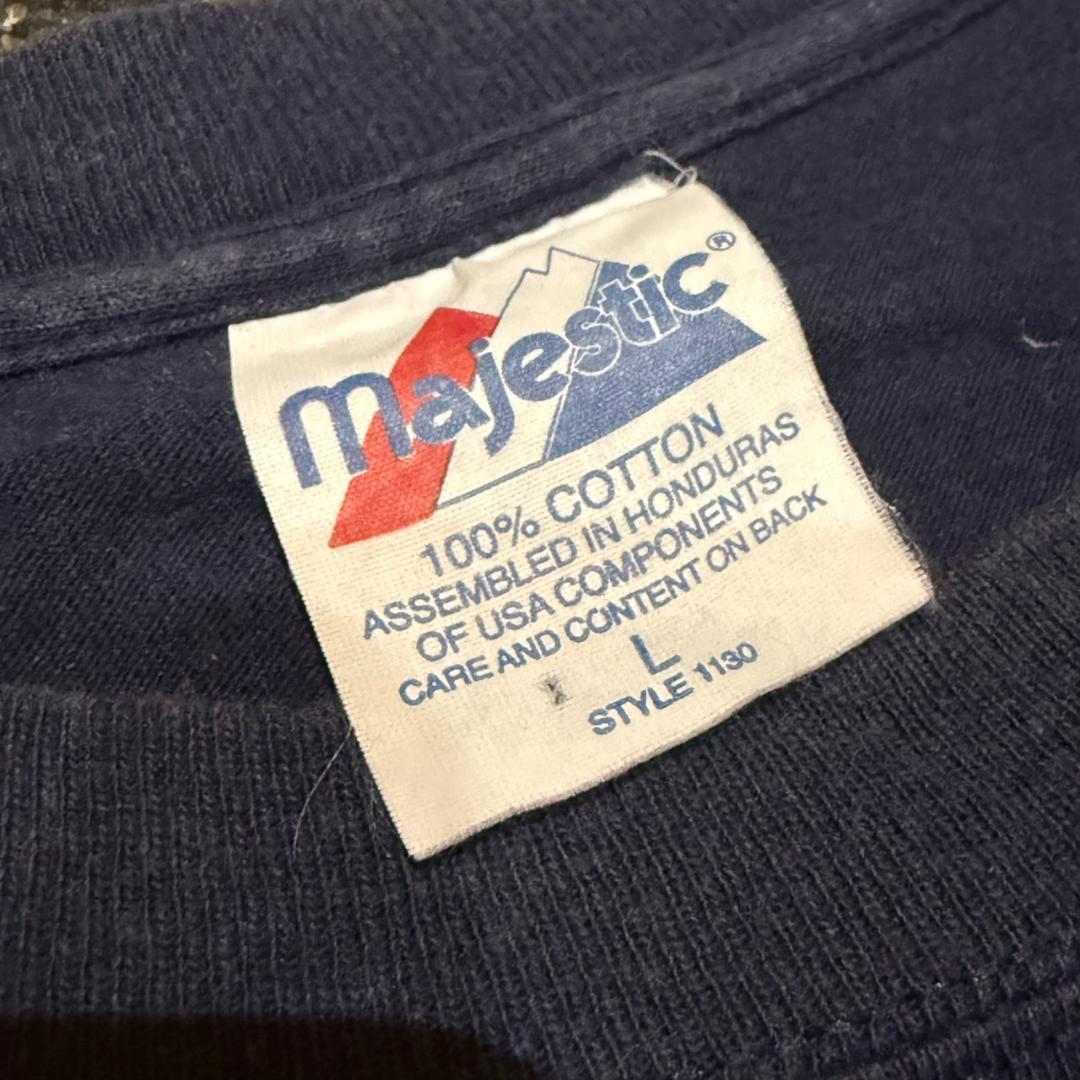 majestic®
100% COTTON
ASSEMBLED IN HONDURAS
OF USA COMPONENTS
CARE AND CONTENT ON BACK
L
STYLE 1130